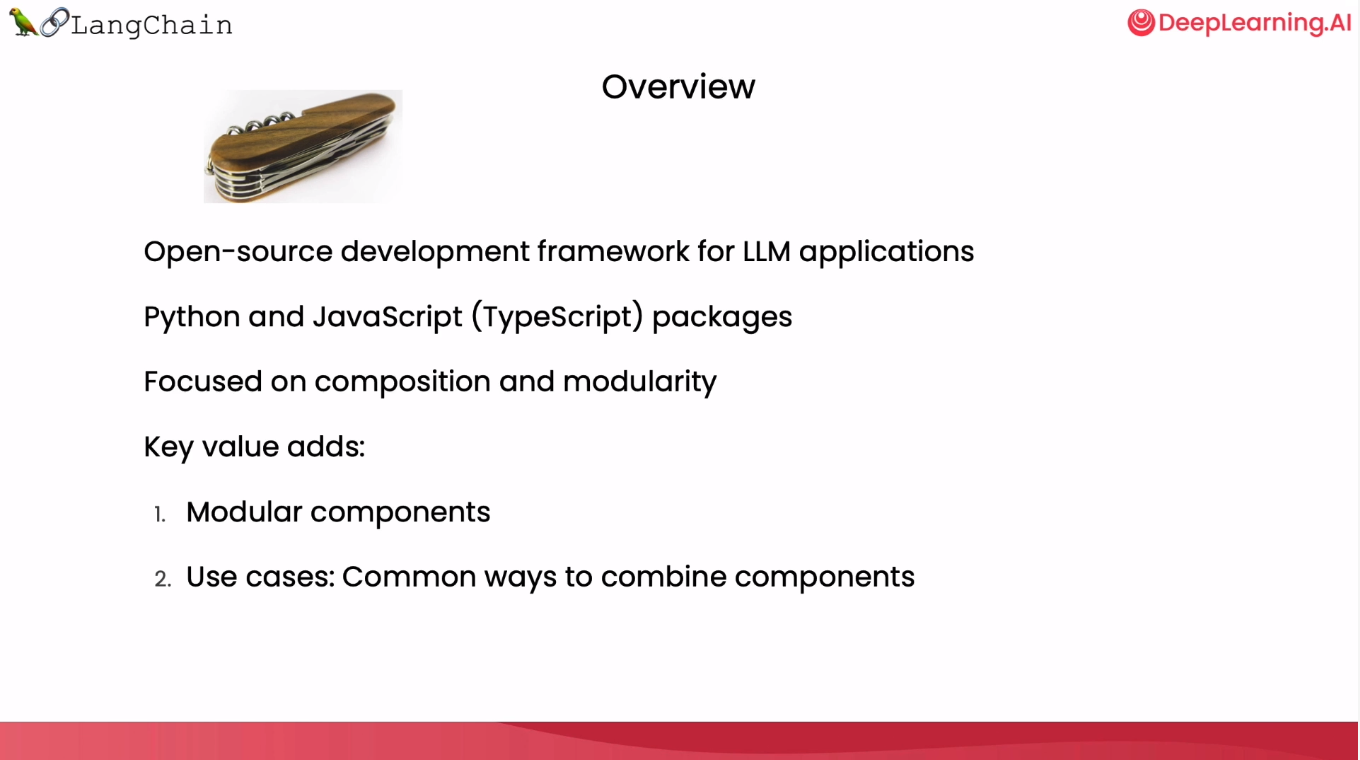 LangChain
DeepLearning.AI
Overview
Open-source development framework for LLM applications
Python and JavaScript (TypeScript) packages
Focused on composition and modularity
Key value adds:
1. Modular components
2. Use cases: Common ways to combine components